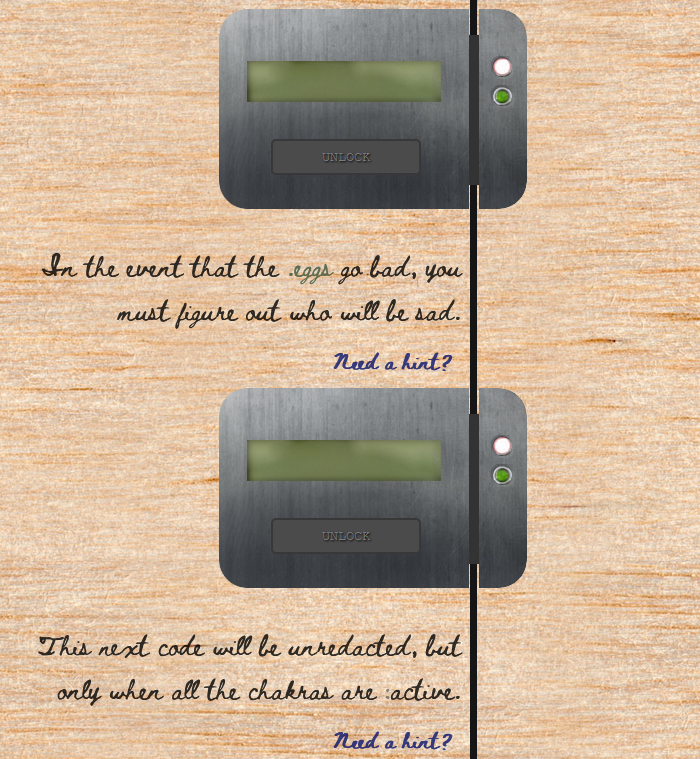 UNLOCK
In the event that the .eggs go bad, you
must figure out who will be sad.
Need a hint?
UNLOCK
This next code will be unredacted, but
only when all the chakras are :active.
Need a hint?